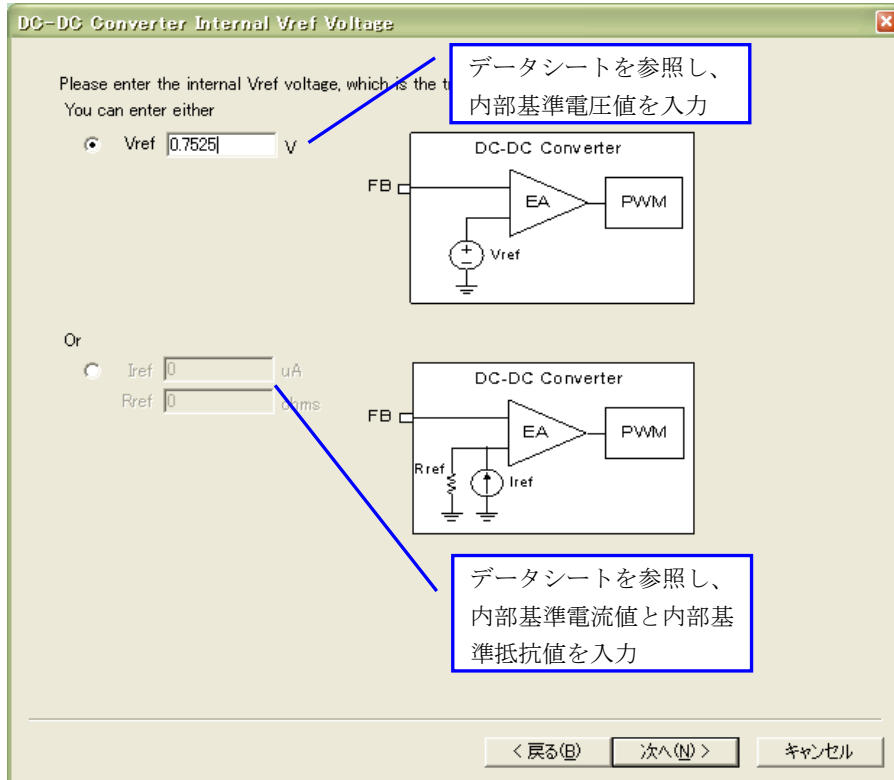 DC-DC Converter Internal Vref Voltage
データシートを参照し、
内部基準電圧値を入力
Please enter the internal Vref voltage, which is the
You can enter either
Vref 0.7525 V
DC-DC Converter
FB
EA
PWM
+
−
Vref
Or
Iref 0 uA
Rref 0 ohms
DC-DC Converter
FB
EA
PWM
Rref
Iref
データシートを参照し、
内部基準電流値と内部基
準抵抗値を入力
< 戻る(B)
次へ(N) >
キャンセル